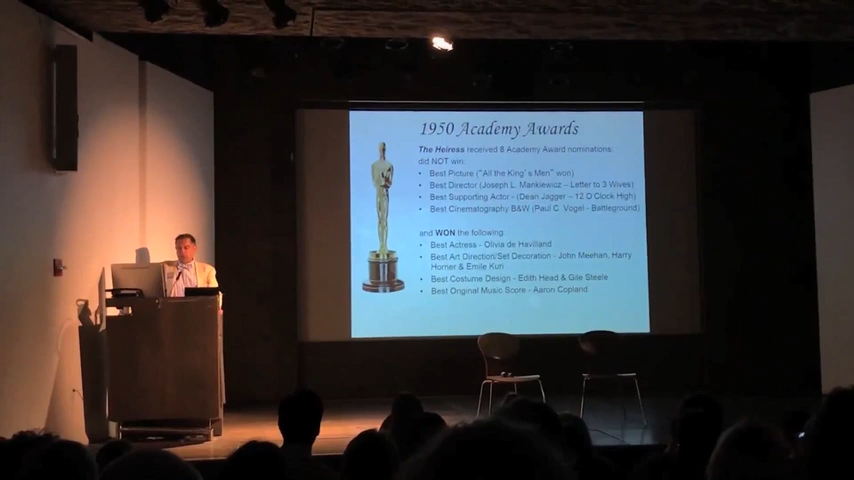 1950 Academy Awards
The Heiress received 8 Academy Award nominations:
did NOT win:
• Best Picture ("All the King's Men" won)
• Best Director (Joseph L. Mankiewicz – Letter to 3 Wives)
• Best Supporting Actor - (Dean Jagger – 12 O'Clock High)
• Best Cinematography B&W (Paul C. Vogel - Battleground)
and WON the following:
• Best Actress - Olivia de Havilland
• Best Art Direction/Set Decoration - John Meehan, Harry
Horner & Emile Kuri
• Best Costume Design - Edith Head & Gile Steele
• Best Original Music Score - Aaron Copland